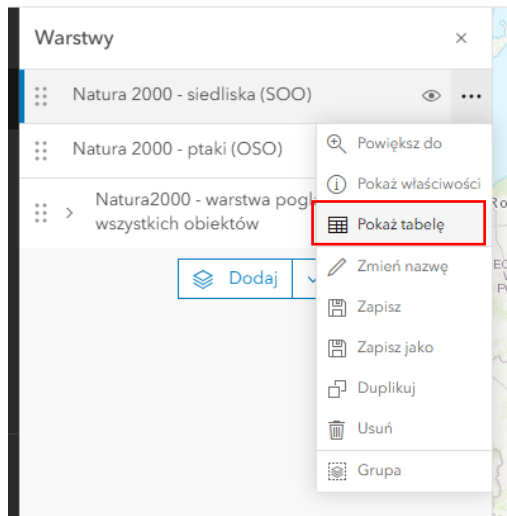 Warstwy
Natura 2000 - siedliska (SOO)
Natura 2000 - ptaki (OSO)
Natura2000 - warstwa pogl
wszystkich obiektów
Dodaj
Powiększ do
Pokaż właściwości
Pokaż tabelę
Zmień nazwę
Zapisz
Zapisz jako
Duplikuj
Usuń
Grupa